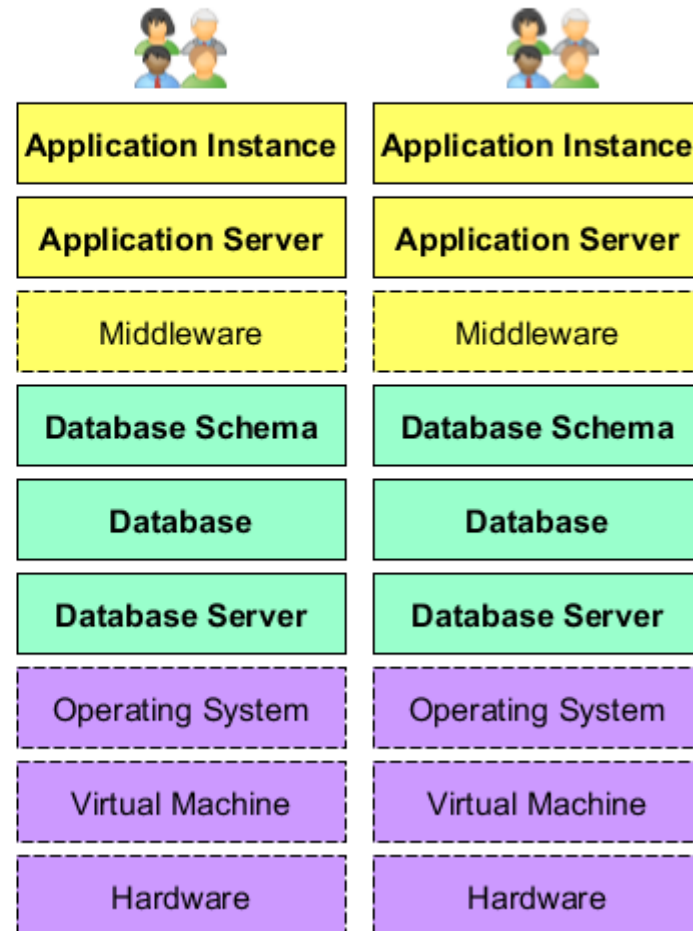 Application Instance
Application Instance
Application Server
Application Server
Middleware
Middleware
Database Schema
Database Schema
Database
Database
Database Server
Database Server
Operating System
Operating System
Virtual Machine
Virtual Machine
Hardware
Hardware